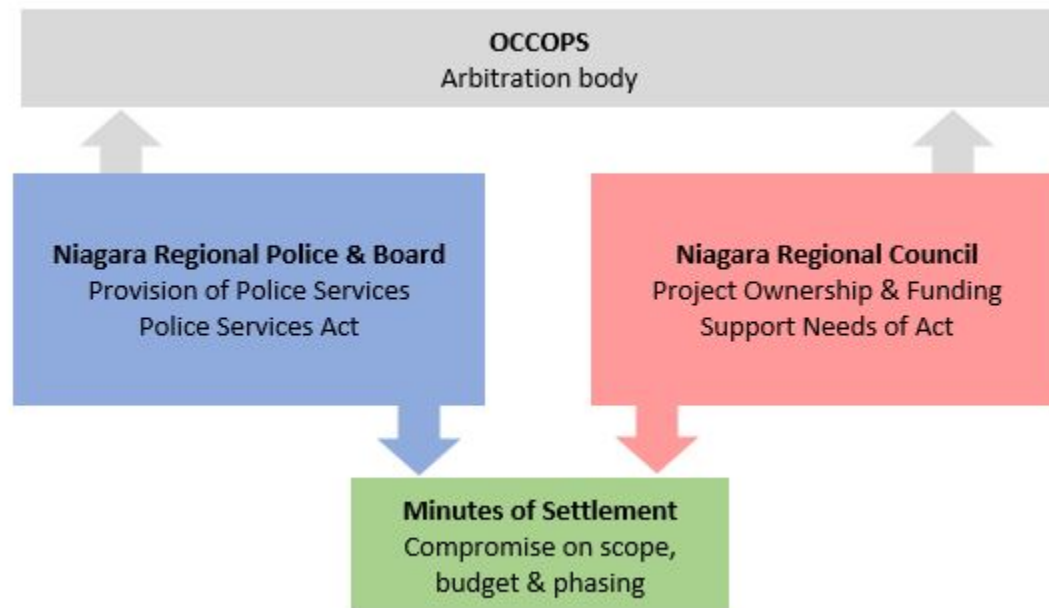 OCCOPS
Arbitration body
Niagara Regional Police & Board
Provision of Police Services
Police Services Act
Niagara Regional Council
Project Ownership & Funding
Support Needs of Act
Minutes of Settlement
Compromise on scope,
budget & phasing